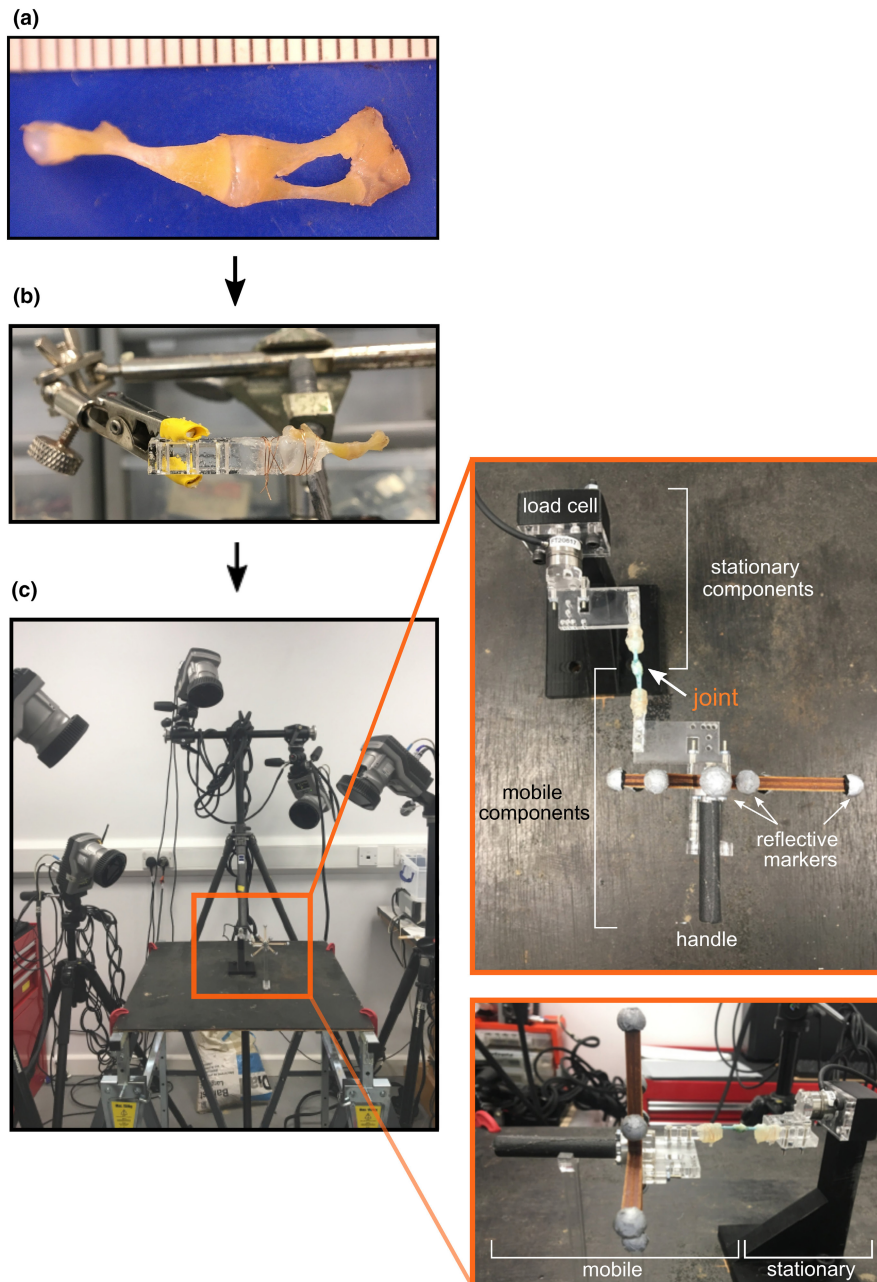 (a)
(b)
(c)
load cell
stationary
components
joint
mobile
components
reflective
markers
handle
mobile
stationary